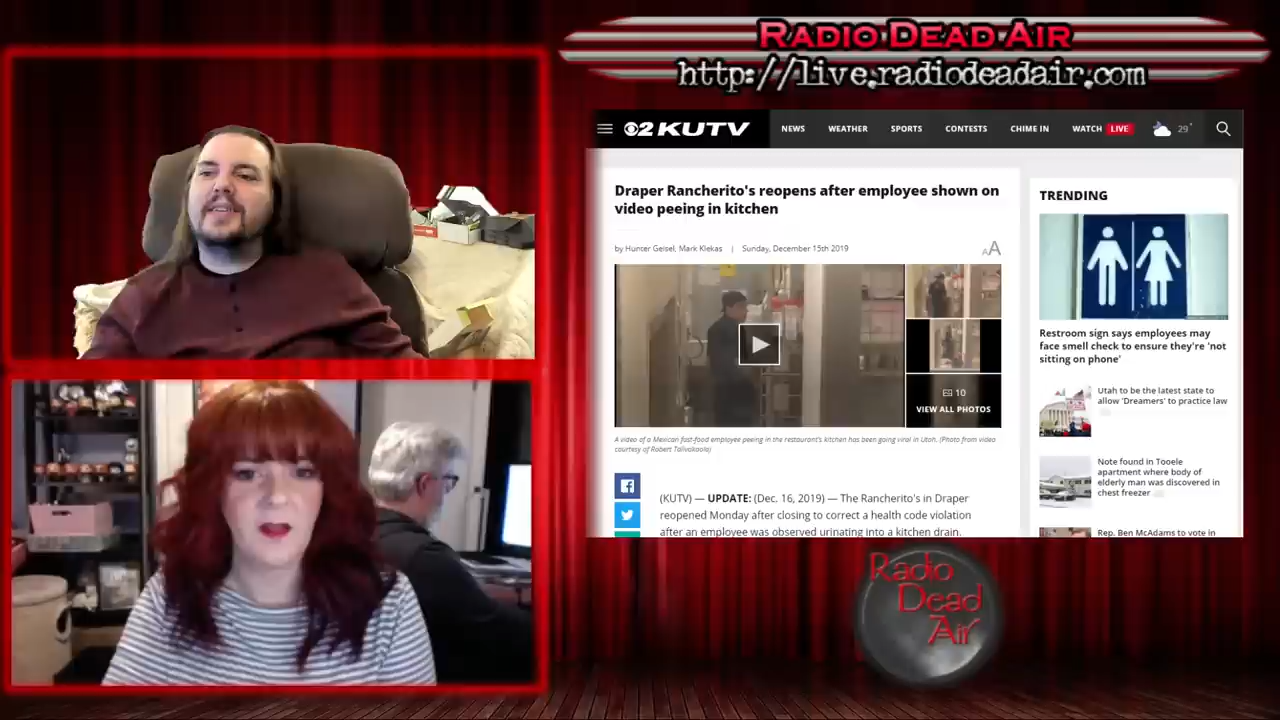 RADIO DEAD AIR
http://live.radiodeadair.com
2 KUTV
NEWS
WEATHER
SPORTS
CONTESTS
CHIME IN
WATCH LIVE
29°
Draper Rancherito's reopens after employee shown on
video peeing in kitchen
by Hunter Geisel, Mark Klekas | Sunday, December 15th 2019
AA
10
VIEW ALL PHOTOS
A video of a Mexican fast-food employee peeing in the restaurant's kitchen has been going viral in Utah. (Photo from video
courtesy of Robert
(KUTV) — UPDATE: (Dec. 16, 2019) — The Rancherito's in Draper
reopened Monday after closing to correct a health code violation
after an employee was observed urinating into a kitchen drain.
TRENDING
Restroom sign says employees may
face smell check to ensure they're 'not
sitting on phone'
Utah to be the latest state to
allow 'Dreamers' to practice law
Note found in Tooele
apartment where body of
elderly man was discovered in
chest freezer
Rep. Ben McAdams to vote in
Radio
Dead
Air